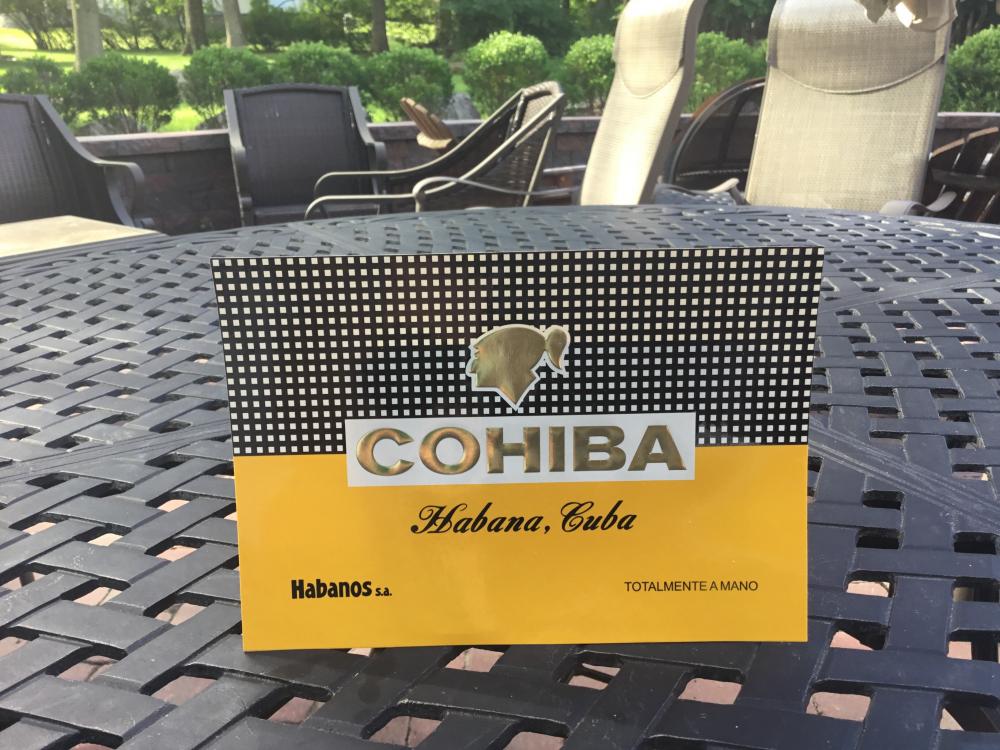 COHIBA
Habana, Cuba
Habanos s.a.
TOTALMENTE A MANO